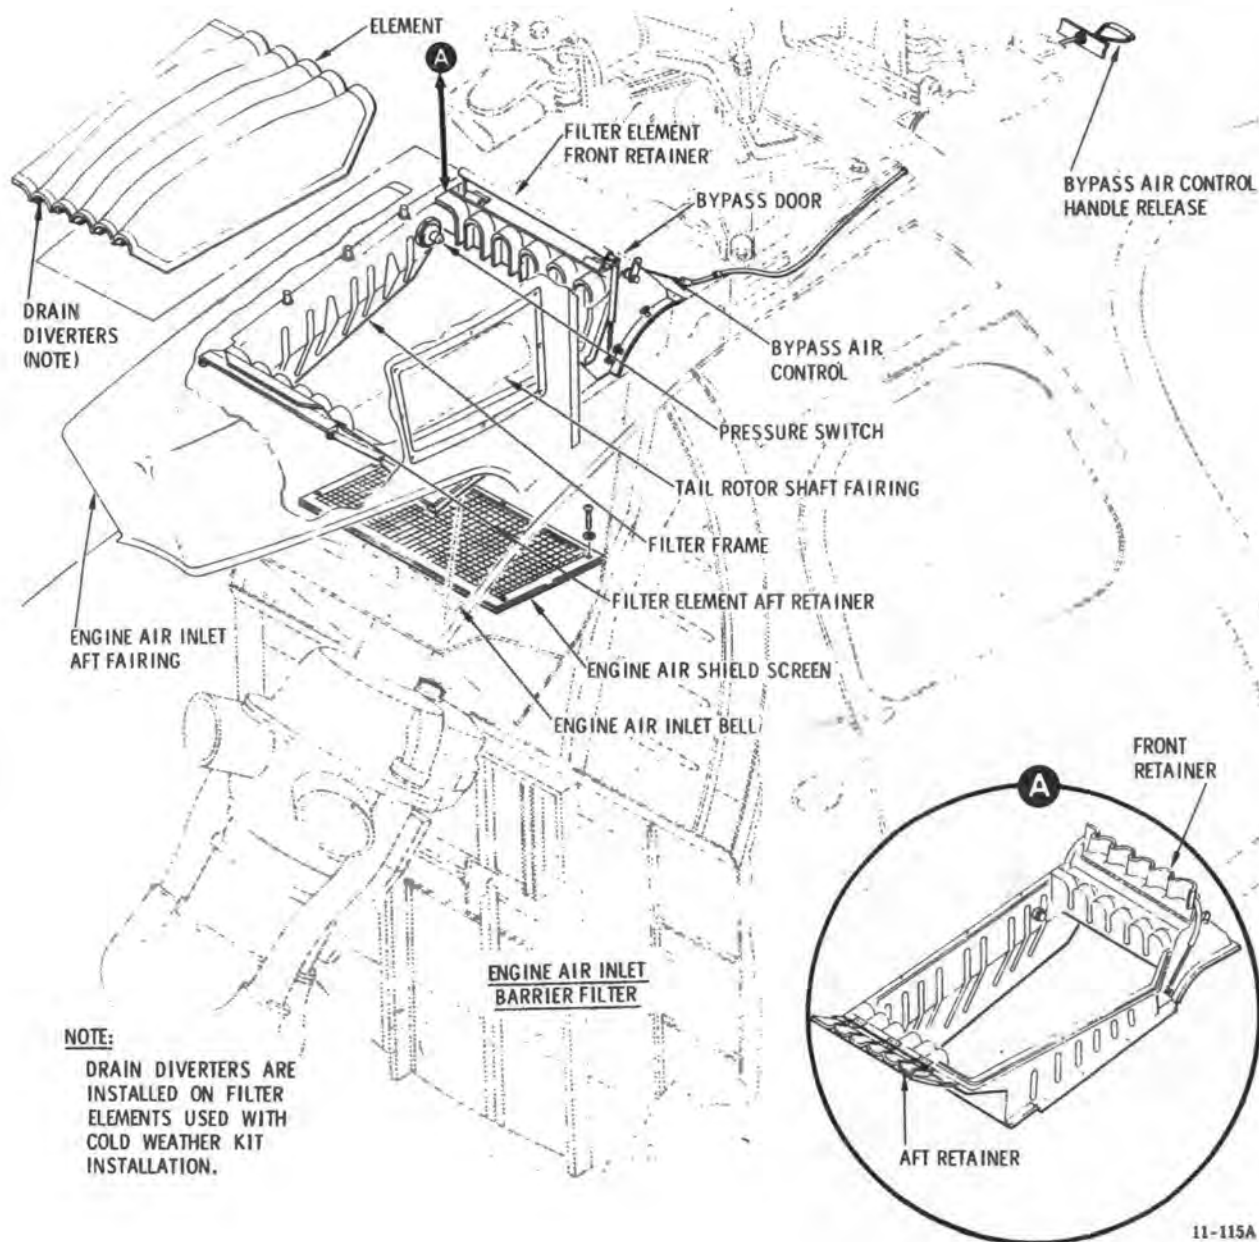 ELEMENT
A
FILTER ELEMENT
FRONT RETAINER
BYPASS DOOR
BYPASS AIR CONTROL
HANDLE RELEASE
DRAIN
DIVERTERS
(NOTE)
BYPASS AIR
CONTROL
PRESSURE SWITCH
TAIL ROTOR SHAFT FAIRING
FILTER FRAME
FILTER ELEMENT AFT RETAINER
ENGINE AIR INLET
AFT FAIRING
ENGINE AIR SHIELD SCREEN
ENGINE AIR INLET BELL
FRONT
RETAINER
A
ENGINE AIR INLET
BARRIER FILTER
NOTE:
DRAIN DIVERTERS ARE
INSTALLED ON FILTER
ELEMENTS USED WITH
COLD WEATHER KIT
INSTALLATION.
AFT RETAINER
11-115A